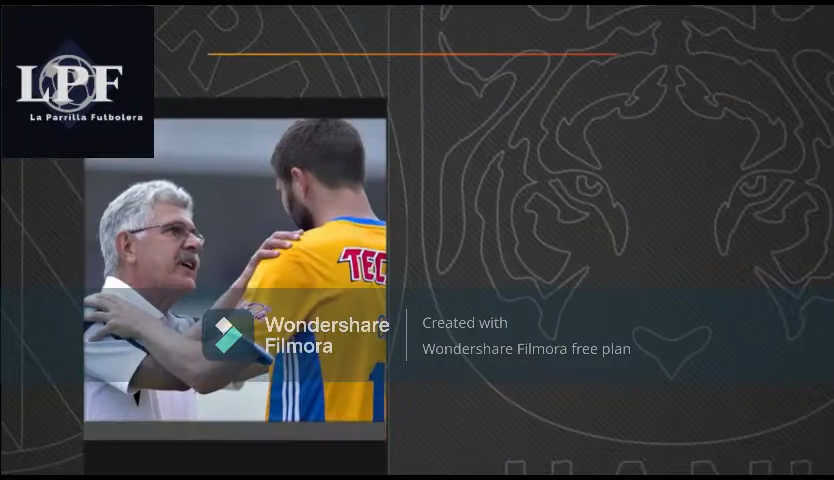 LPF
La Parrilla Futbolera
TEC
Wondershare
Filmora
Created with
Wondershare Filmora free plan